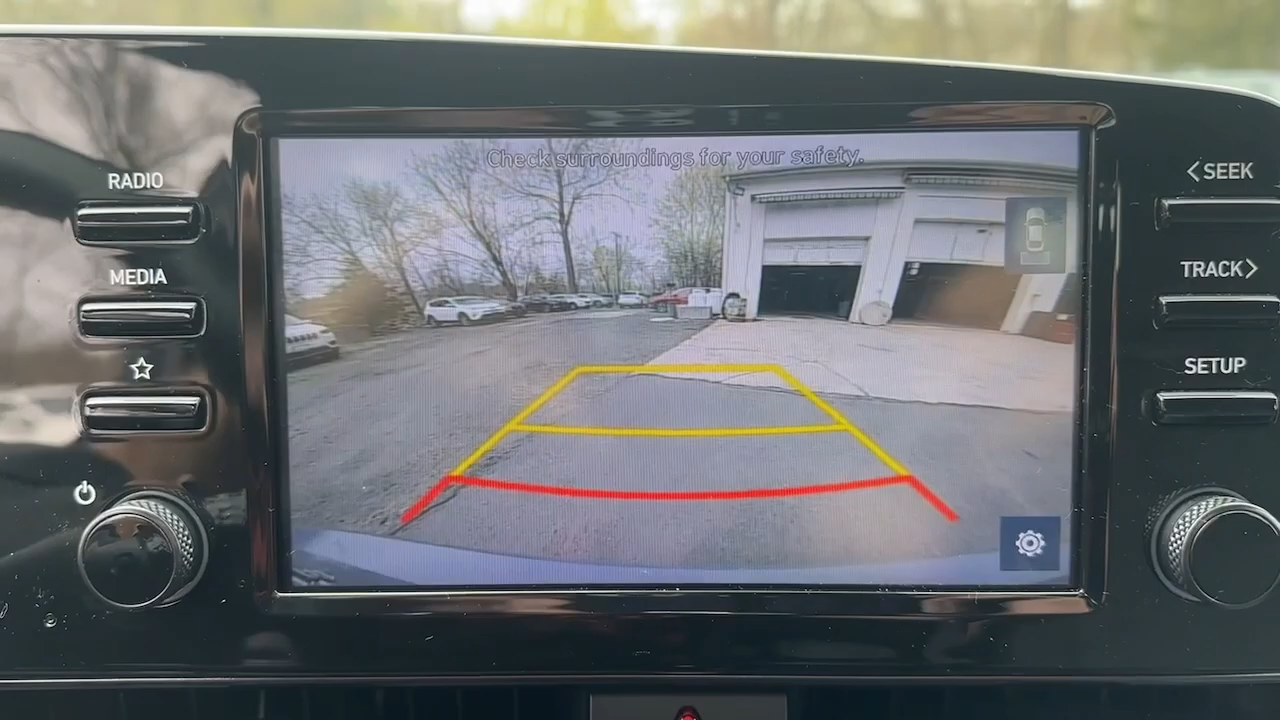 Check surroundings for your safety.
RADIO
MEDIA
<SEEK
TRACK>
SETUP